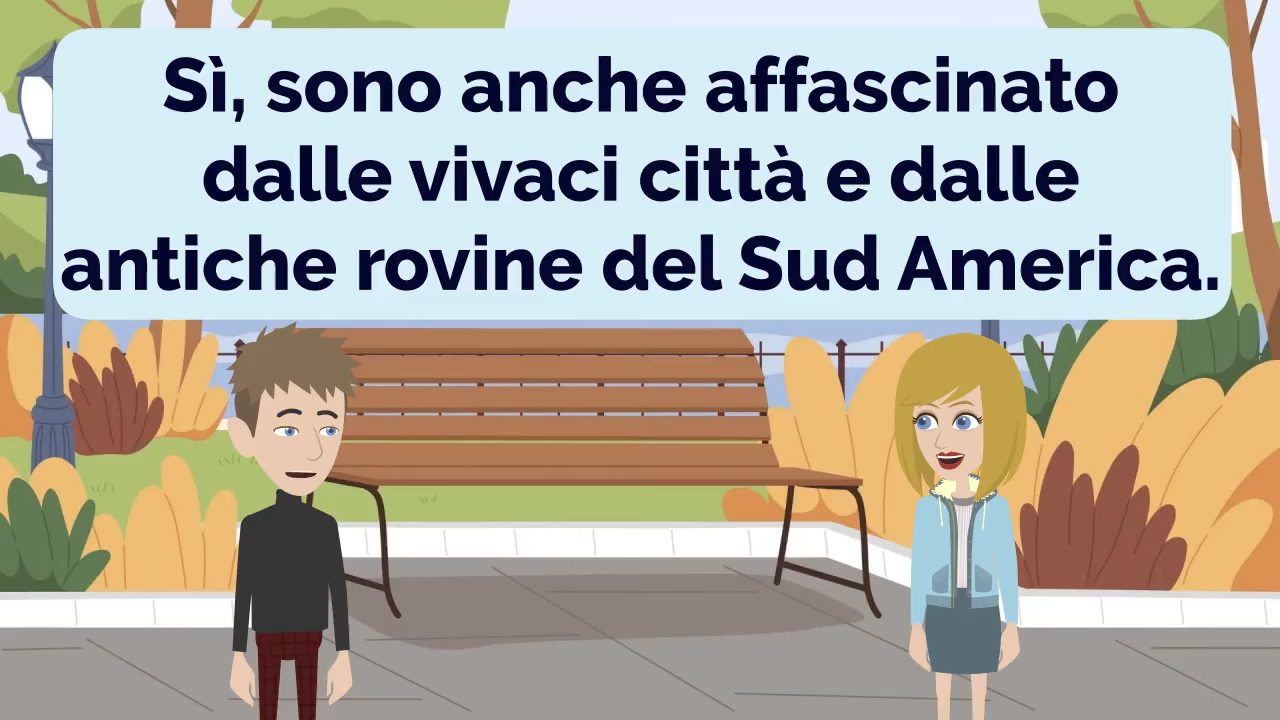 Sì, sono anche affascinato
dalle vivaci città e dalle
antiche rovine del Sud America.